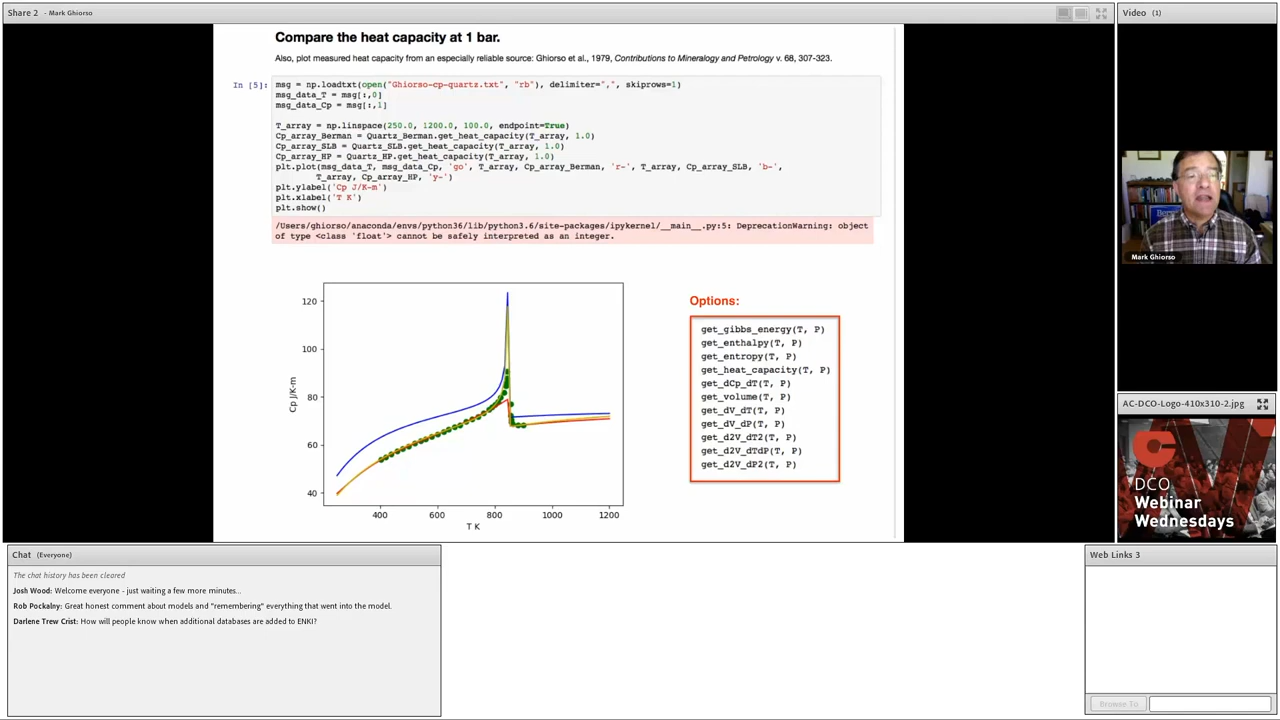 Share 2 - Mark Ghiorso
Compare the heat capacity at 1 bar.
Also, plot measured heat capacity from an especially reliable source: Ghiorso et al., 1979, Contributions to Mineralogy and Petrology v. 68, 307-323.
In [5]:
msg = np.loadtxt(open("Ghiorso-cp-quartz.txt", "rb"), delimiter=",", skiprows=1)
msg_data_T = msg[:,0]
msg_data_Cp = msg[:,1]
T_array = np.linspace(250.0, 1200.0, 100.0, endpoint=True)
Cp_array_Berman = Quartz_Berman.get_heat_capacity(T_array, 1.0)
Cp_array_SLB = Quartz_SLB.get_heat_capacity(T_array, 1.0)
Cp_array_HP = Quartz_HP.get_heat_capacity(T_array, 1.0)
plt.plot(msg_data_T, msg_data_Cp, 'go', T_array, Cp_array_Berman, 'r-', T_array, Cp_array_SLB, 'b-',
T_array, Cp_array_HP, 'y-')
plt.ylabel('Cp J/K-m')
plt.xlabel('T K')
plt.show()
/Users/ghiorso/anaconda/envs/python36/lib/python3.6/site-packages/ipykernel/__main__.py:5: DeprecationWarning: object
of type <class 'float'> cannot be safely interpreted as an integer.
120
100
80
60
40
Cp J/K-m
400 600 800 1000 1200
T K
Options:
get_gibbs_energy(T, P)
get_enthalpy(T, P)
get_entropy(T, P)
get_heat_capacity(T, P)
get_dCp_dT(T, P)
get_volume(T, P)
get_dV_dT(T, P)
get_dV_dP(T, P)
get_d2V_dT2(T, P)
get_d2V_dTdP(T, P)
get_d2V_dP2(T, P)
Video (1)
Mark Ghiorso
AC-DCO-Logo-410x310-2.jpg
DCO
Webinar
Wednesdays
Chat (Everyone)
The chat history has been cleared
Josh Wood: Welcome everyone - just waiting a few more minutes...
Rob Pockalny: Great honest comment about models and "remembering" everything that went into the model.
Darlene Trew Crist: How will people know when additional databases are added to ENKI?
Web Links 3
Browse To